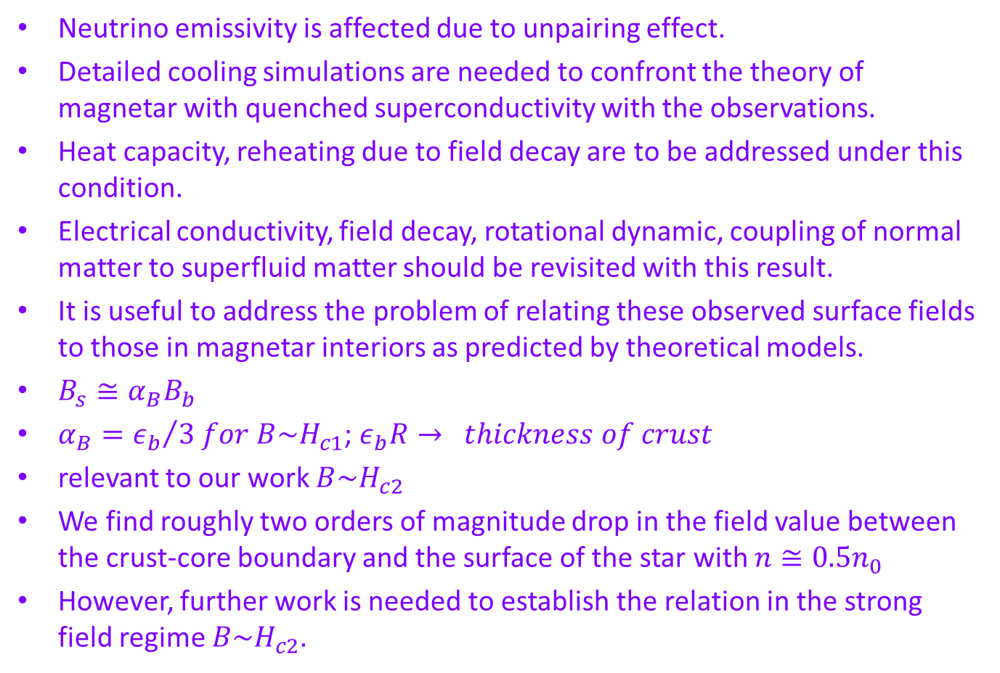 • Neutrino emissivity is affected due to unpairing effect.
• Detailed cooling simulations are needed to confront the theory of
magnetar with quenched superconductivity with the observations.
• Heat capacity, reheating due to field decay are to be addressed under this
condition.
• Electrical conductivity, field decay, rotational dynamic, coupling of normal
matter to superfluid matter should be revisited with this result.
• It is useful to address the problem of relating these observed surface fields
to those in magnetar interiors as predicted by theoretical models.
• $B_s \cong \alpha_B B_b$
• $\alpha_B = \epsilon_b/3 \ for \ B \sim H_{c1}; \epsilon_b R \rightarrow \ thickness \ of \ crust$
• relevant to our work $B \sim H_{c2}$
• We find roughly two orders of magnitude drop in the field value between
the crust-core boundary and the surface of the star with $n \cong 0.5n_0$
• However, further work is needed to establish the relation in the strong
field regime $B \sim H_{c2}$.